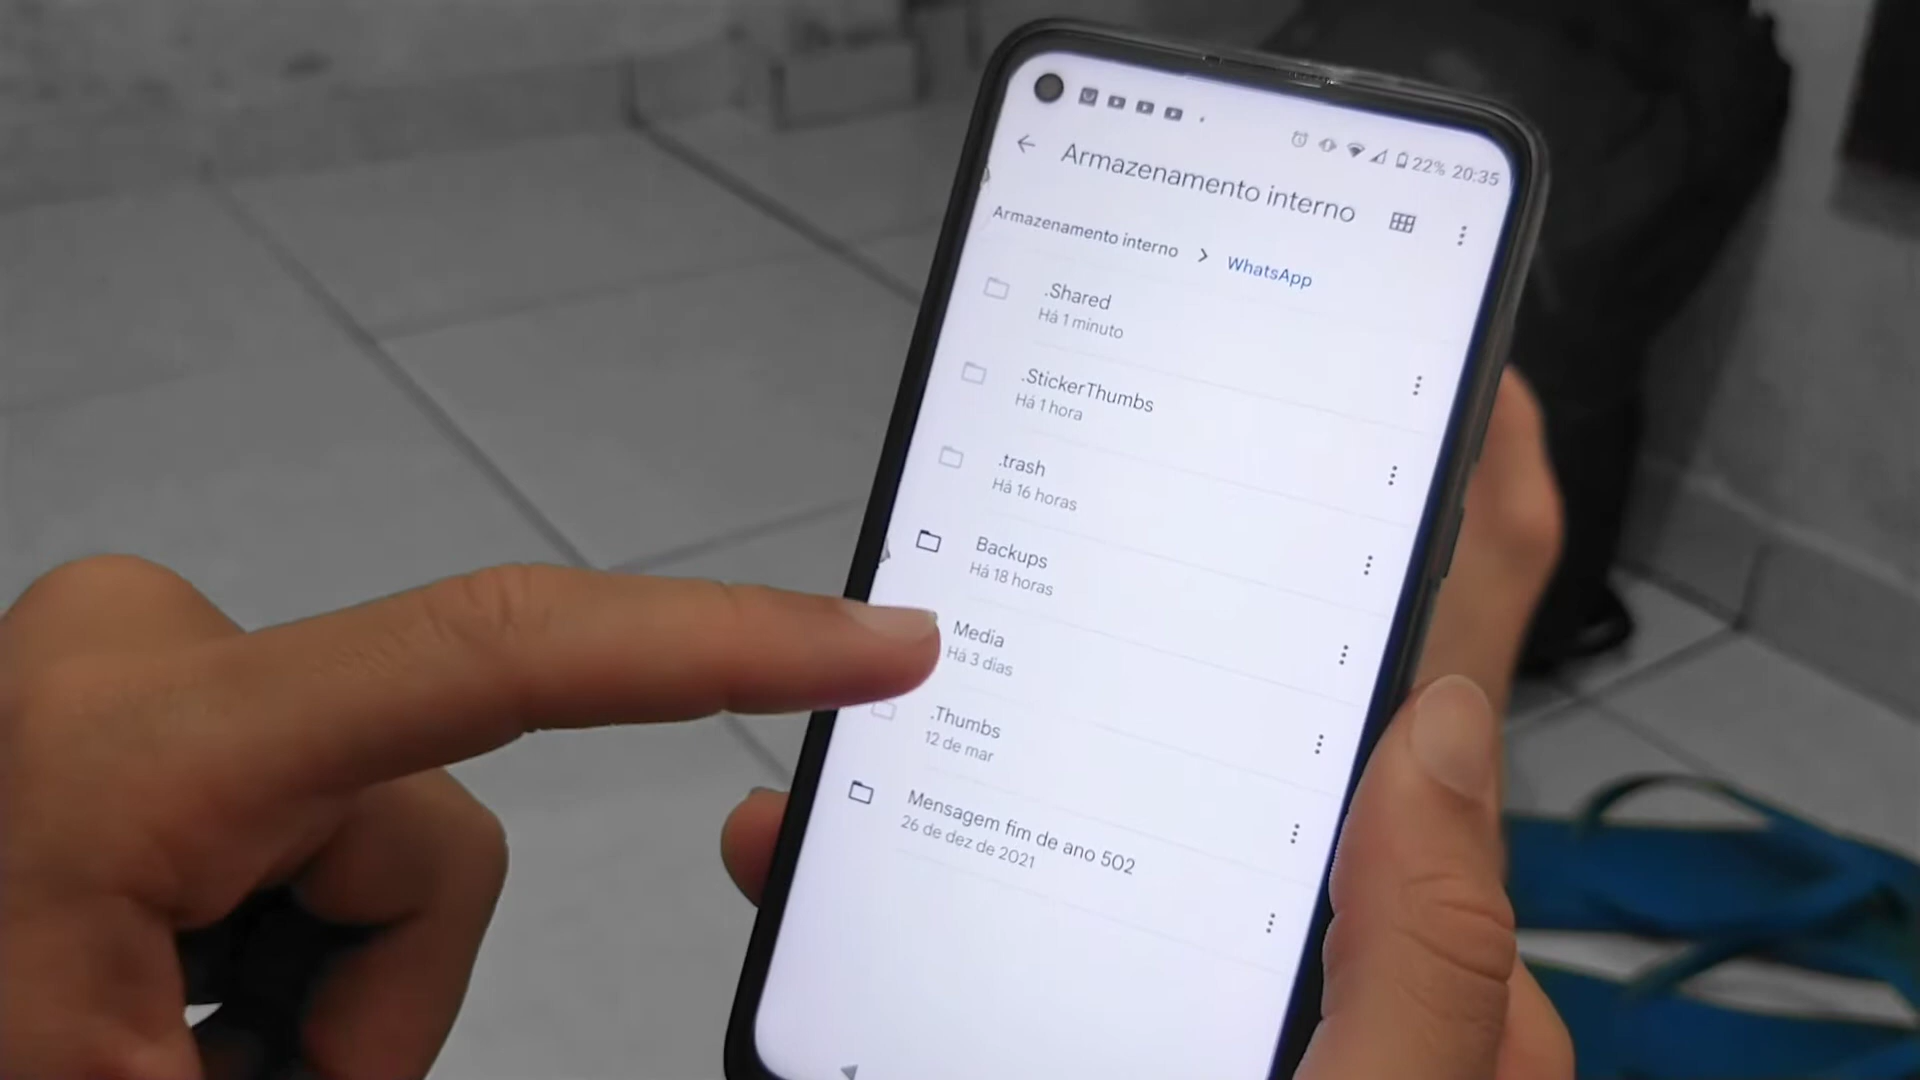 22% 20:35
Armazenamento interno
Armazenamento interno > WhatsApp
.Shared
Há 1 minuto
.StickerThumbs
Há 1 hora
.trash
Há 16 horas
Backups
Há 18 horas
Media
Há 3 dias
.Thumbs
12 de mar
Mensagem fim de ano 502
26 de dez de 2021